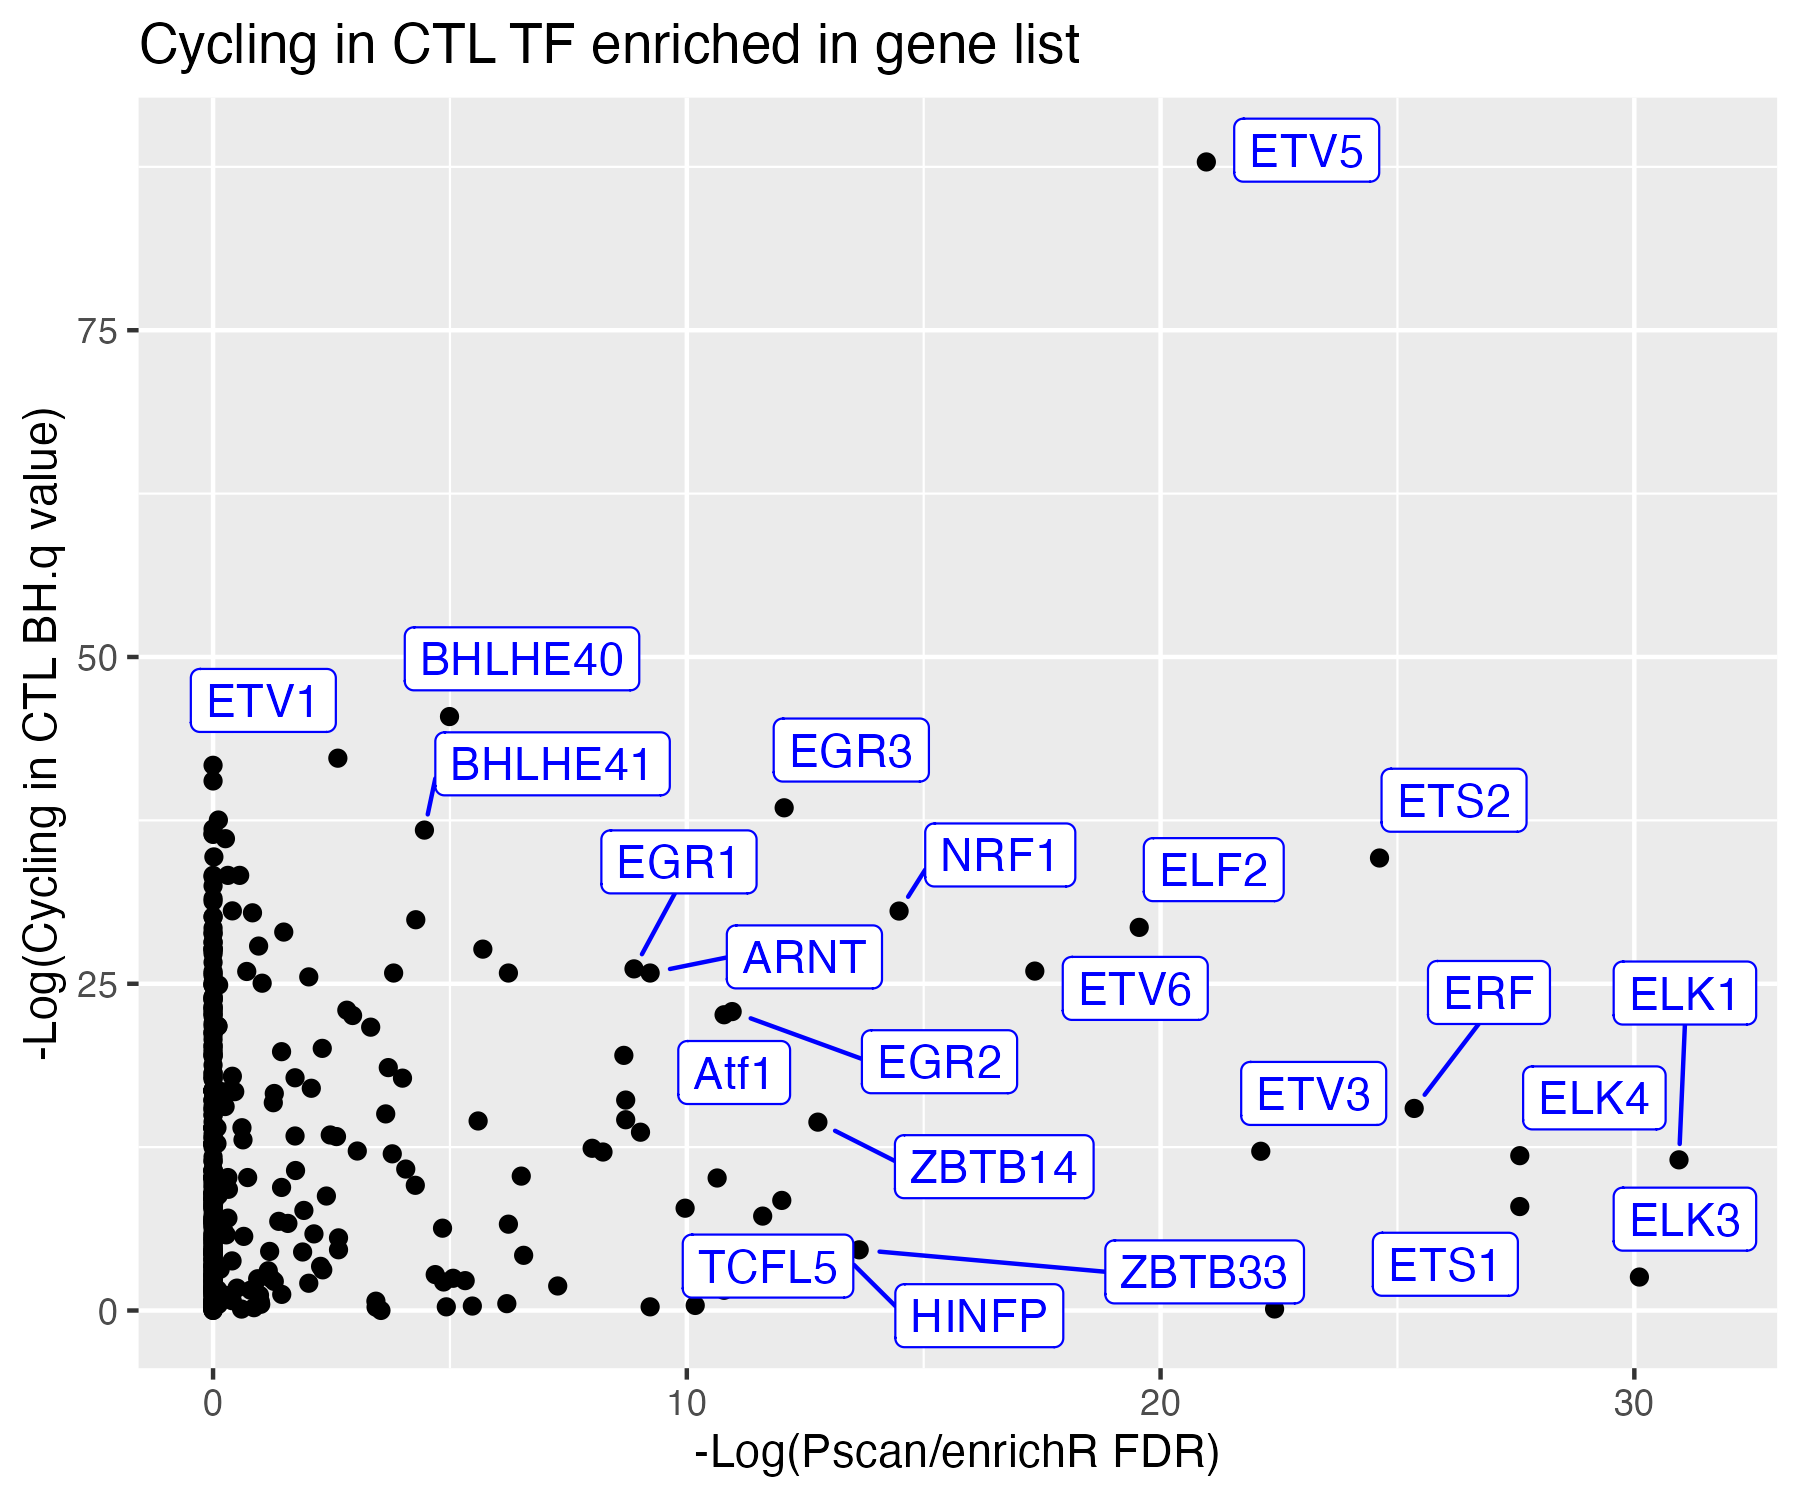 Cycling in CTL TF enriched in gene list
-Log(Cycling in CTL BH.q value)
75
50
25
0
ETV5
BHLHE40
ETV1
EGR3
BHLHE41
ETS2
EGR1
NRF1
ELF2
ARNT
ETV6
ERF
ELK1
EGR2
Atf1
ETV3
ELK4
ZBTB14
ELK3
TCFL5
ZBTB33
ETS1
HINFP
0
10
20
30
-Log(Pscan/enrichR FDR)